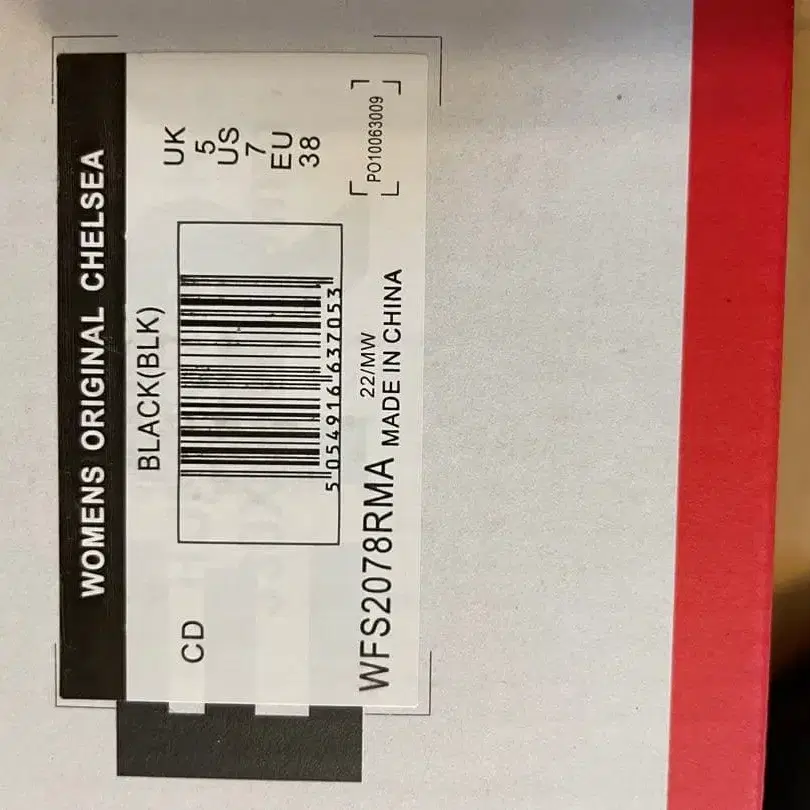 WOMENS ORIGINAL CHELSEA
BLACK(BLK)
CD
UK
5
US
7
EU
38
5 054916 637053
22/MW
WFS2078RMA MADE IN CHINA
PO10063009